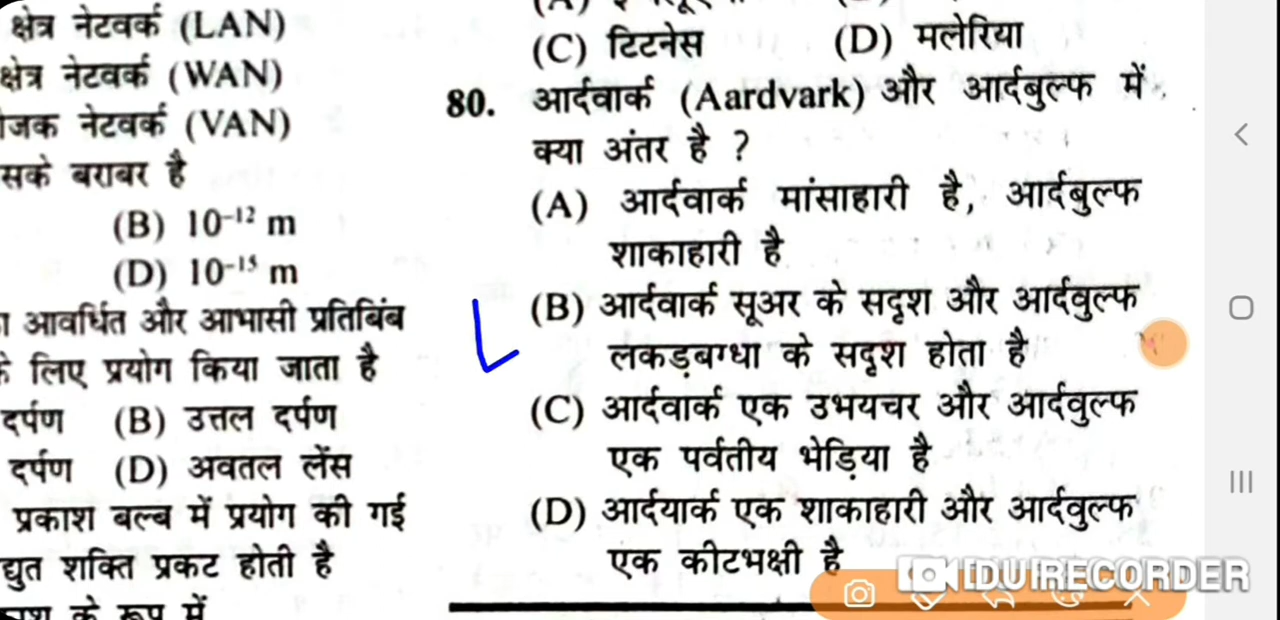 क्षेत्र नेटवर्क (LAN)
क्षेत्र नेटवर्क (WAN)
जक नेटवर्क (VAN)
सके बराबर है
(B) 10⁻¹² m
(D) 10⁻¹⁵ m
आवर्धित और आभासी प्रतिबिंब
लिए प्रयोग किया जाता है
दर्पण (B) उत्तल दर्पण
दर्पण (D) अवतल लेंस
प्रकाश बल्ब में प्रयोग की गई
द्युत शक्ति प्रकट होती है
के रूप में
(C) टिटनेस (D) मलेरिया
80. आर्दवार्क (Aardvark) और आर्दबुल्फ में
क्या अंतर है ?
(A) आर्दवार्क मांसाहारी है, आर्दबुल्फ
शाकाहारी है
(B) आर्दवार्क सूअर के सदृश और आर्दवुल्फ
लकड़बग्धा के सदृश होता है
(C) आर्दवार्क एक उभयचर और आर्दवुल्फ
एक पर्वतीय भेड़िया है
(D) आर्दयार्क एक शाकाहारी और आर्दवुल्फ
एक कीटभक्षी है
DU RECORDER